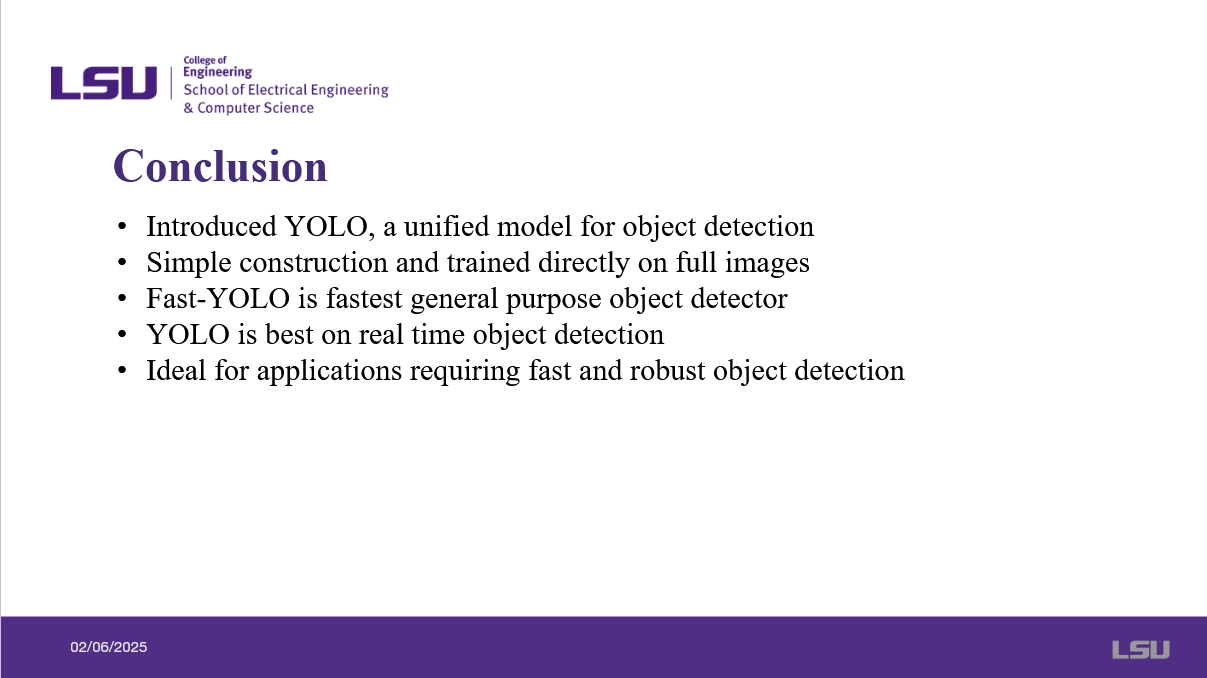 LSU
College of
Engineering
School of Electrical Engineering
& Computer Science
Conclusion
• Introduced YOLO, a unified model for object detection
• Simple construction and trained directly on full images
• Fast-YOLO is fastest general purpose object detector
• YOLO is best on real time object detection
• Ideal for applications requiring fast and robust object detection
02/06/2025
LSU